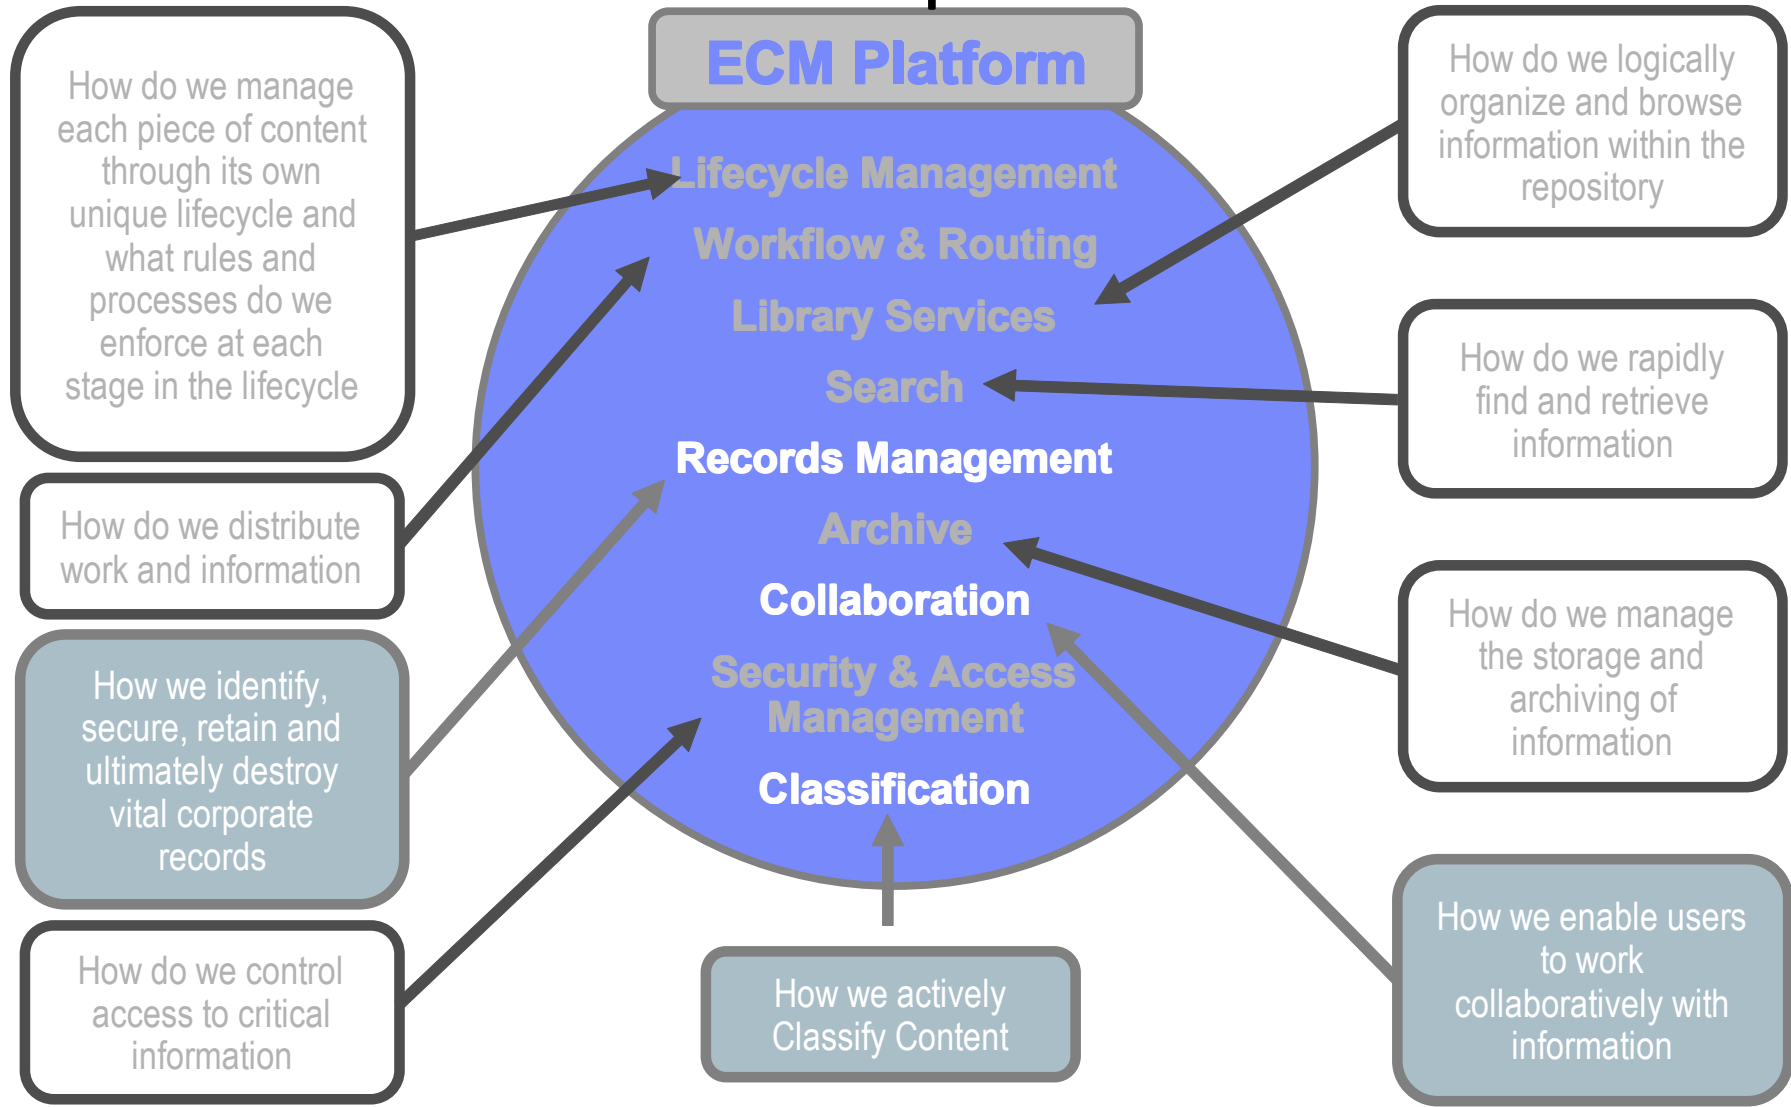 ECM Platform
How do we manage
each piece of content
through its own
unique lifecycle and
what rules and
processes do we
enforce at each
stage in the lifecycle
How do we distribute
work and information
How we identify,
secure, retain and
ultimately destroy
vital corporate
records
How do we control
access to critical
information
Lifecycle Management
Workflow & Routing
Library Services
Search
Records Management
Archive
Collaboration
Security & Access
Management
Classification
How we actively
Classify Content
How do we logically
organize and browse
information within the
repository
How do we rapidly
find and retrieve
information
How do we manage
the storage and
archiving of
information
How we enable users
to work
collaboratively with
information